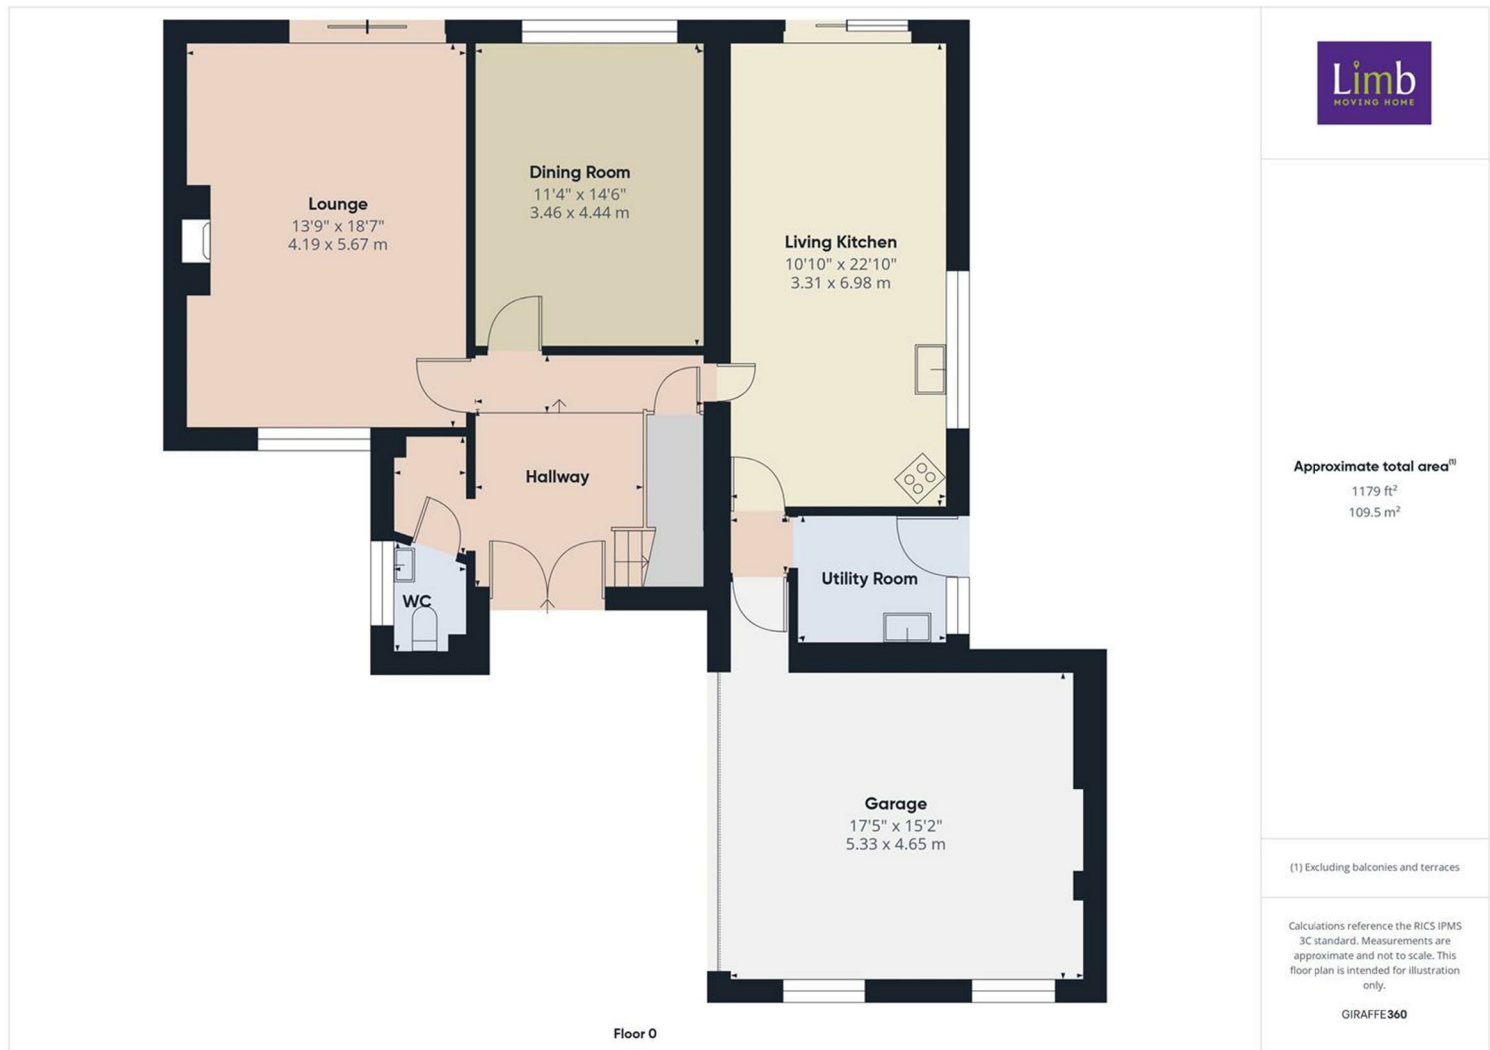 Lounge
13'9" x 18'7"
4.19 x 5.67 m
Dining Room
11'4" x 14'6"
3.46 x 4.44 m
Living Kitchen
10'10" x 22'10"
3.31 x 6.98 m
Hallway
WC
Utility Room
Garage
17'5" x 15'2"
5.33 x 4.65 m
Floor 0
Limb
MOVING HOME
Approximate total area⁽¹⁾
1179 ft²
109.5 m²
(1) Excluding balconies and terraces
Calculations reference the RICS IPMS
3C standard. Measurements are
approximate and not to scale. This
floor plan is intended for illustration
only.
GIRAFFE360